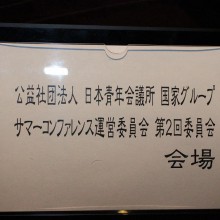 公益社団法人 日本青年会議所 国家グループ
サマーコンファレンス運営委員会 第2回委員会
会場